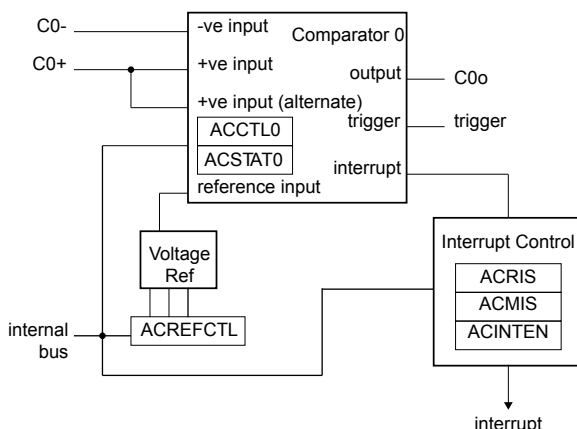 C0-
-ve input
Comparator 0
C0+
+ve input
output
C0o
+ve input (alternate)
ACCTL0
trigger
trigger
ACSTAT0
interrupt
reference input
Voltage
Ref
Interrupt Control
ACRIS
ACMIS
ACINTEN
internal
bus
ACREFCTL
interrupt